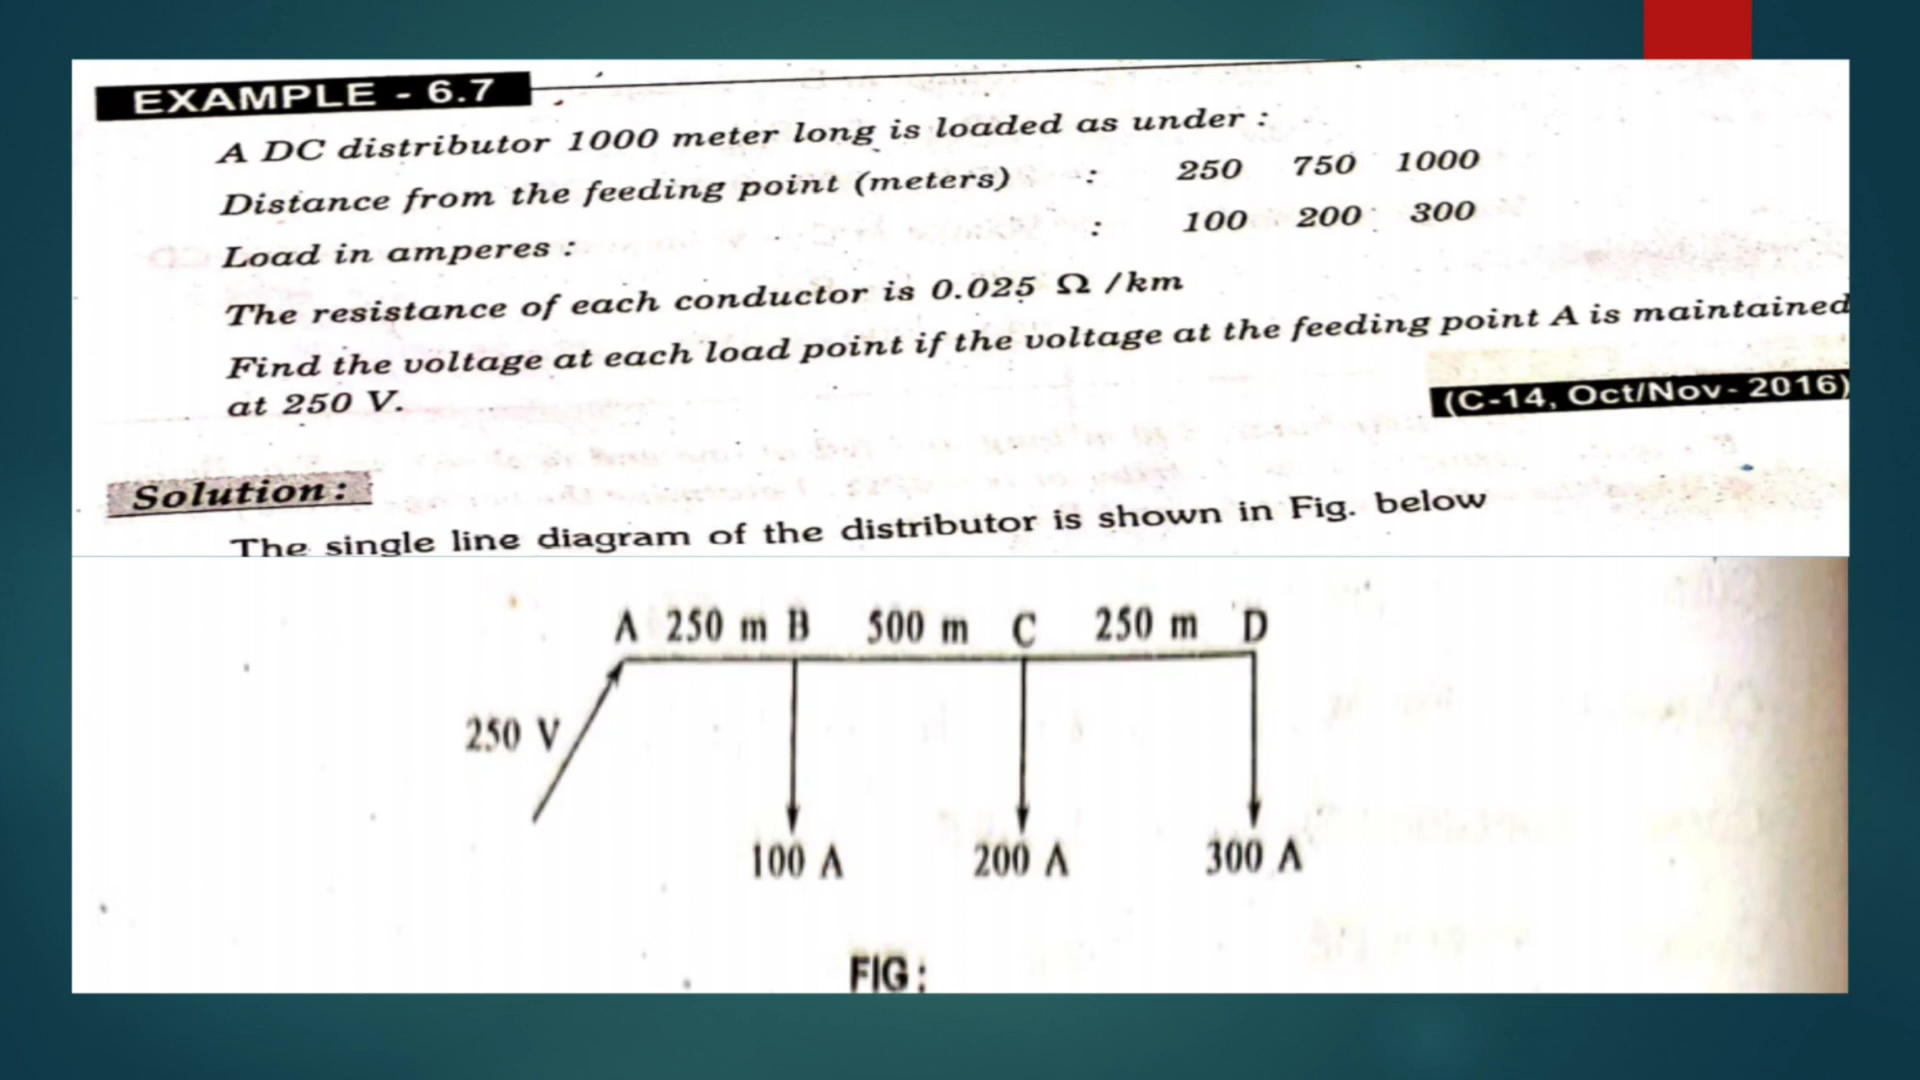 EXAMPLE - 6.7
A DC distributor 1000 meter long is loaded as under :
Distance from the feeding point (meters) : 250 750 1000
Load in amperes : : 100 200 300
The resistance of each conductor is 0.025 Ω /km
Find the voltage at each load point if the voltage at the feeding point A is maintained
at 250 V.
(C-14, Oct/Nov- 2016)
Solution :
The single line diagram of the distributor is shown in Fig. below
A 250 m B 500 m C 250 m D
250 V
100 A 200 A 300 A
FIG :